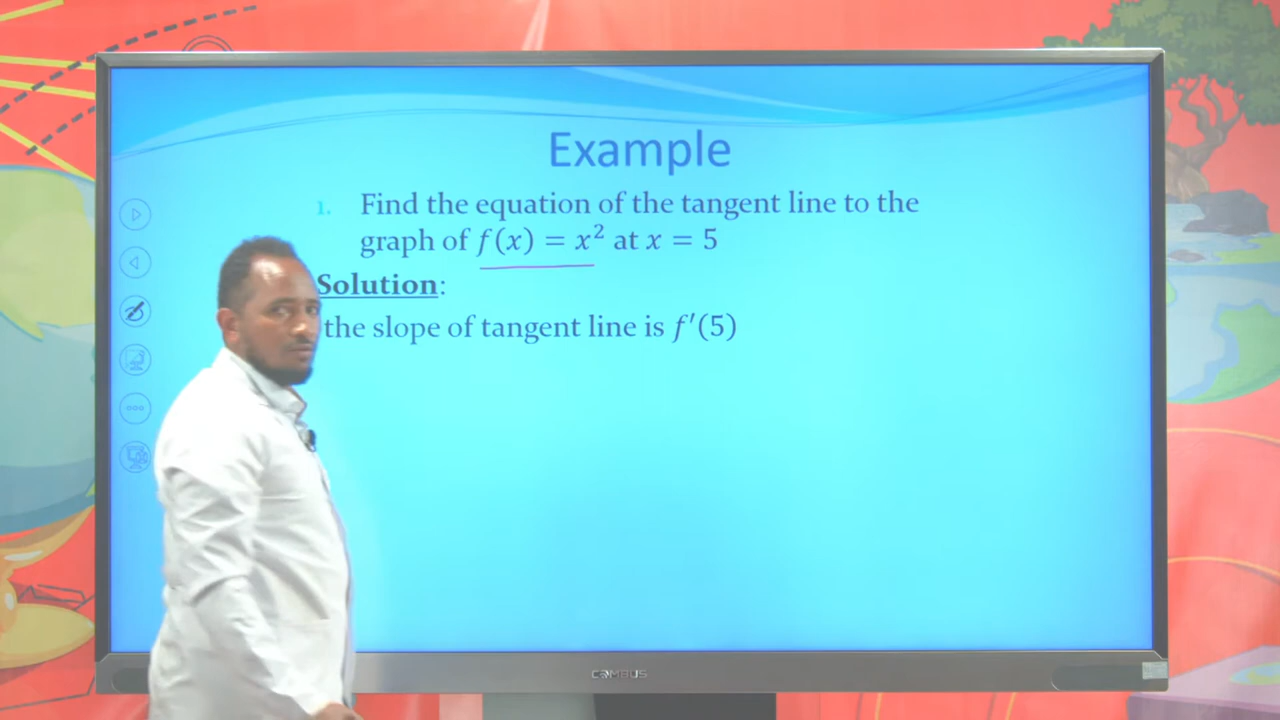 Example
1. Find the equation of the tangent line to the
graph of f(x) = x² at x = 5
Solution:
the slope of tangent line is f′(5)